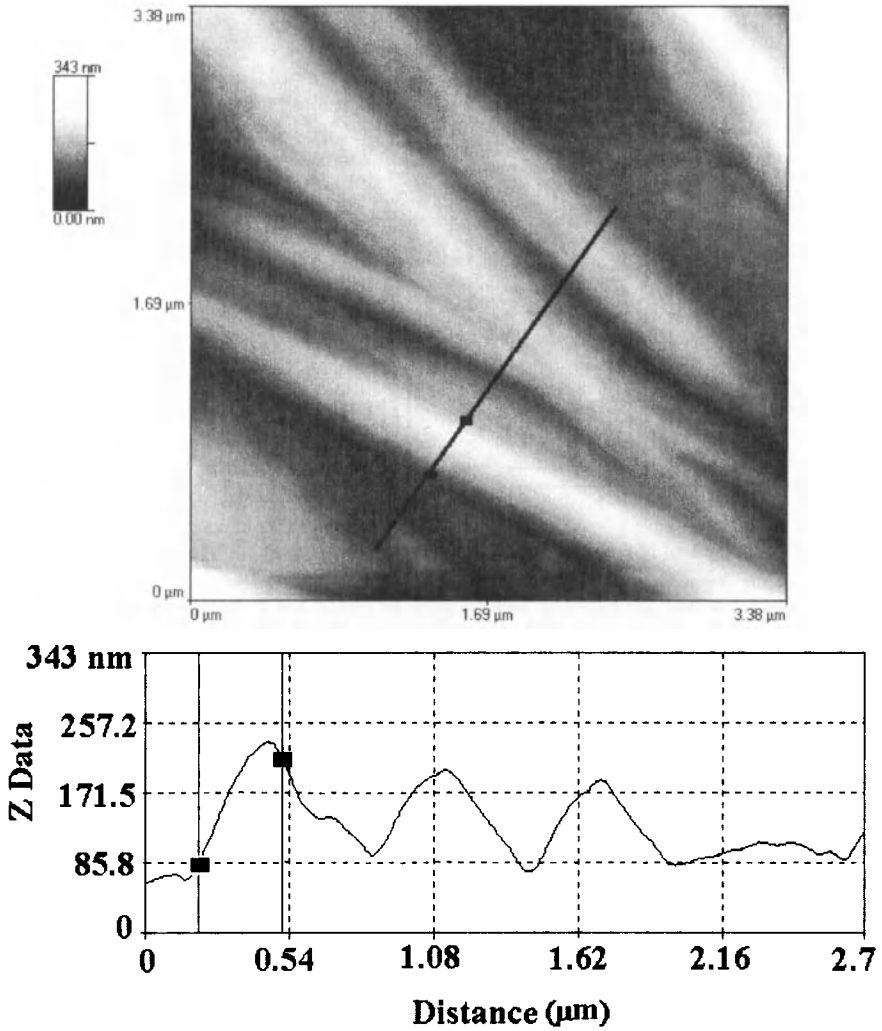 3.38 µm
343 nm
0.00 nm
1.69 µm
0 µm
0 µm
1.69 µm
3.38 µm
343 nm
257.2
171.5
85.8
0
Z Data
0
0.54
1.08
1.62
2.16
2.7
Distance (µm)